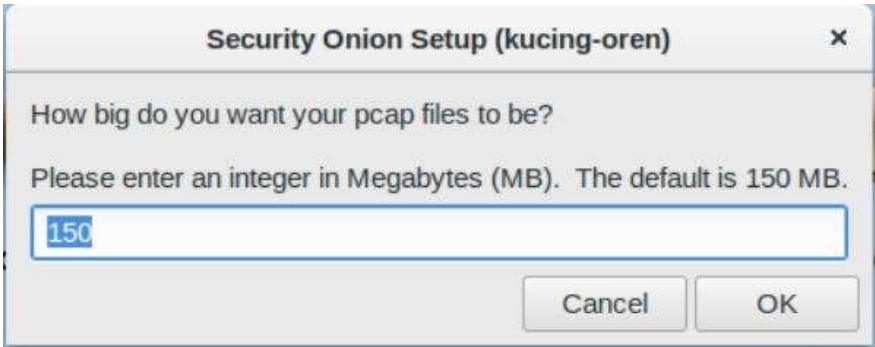 Security Onion Setup (kucing-oren)
How big do you want your pcap files to be?
Please enter an integer in Megabytes (MB).  The default is 150 MB.
150
Cancel OK